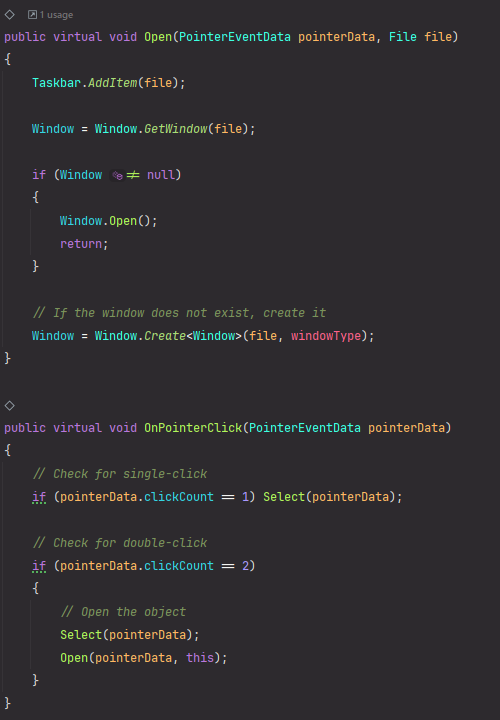 1 usage
public virtual void Open(PointerEventData pointerData, File file)
{
    Taskbar.AddItem(file);

    Window = Window.GetWindow(file);

    if (Window ≠ null)
    {
        Window.Open();
        return;
    }

    // If the window does not exist, create it
    Window = Window.Create<Window>(file, windowType);
}

public virtual void OnPointerClick(PointerEventData pointerData)
{
    // Check for single-click
    if (pointerData.clickCount == 1) Select(pointerData);

    // Check for double-click
    if (pointerData.clickCount == 2)
    {
        // Open the object
        Select(pointerData);
        Open(pointerData, this);
    }
}